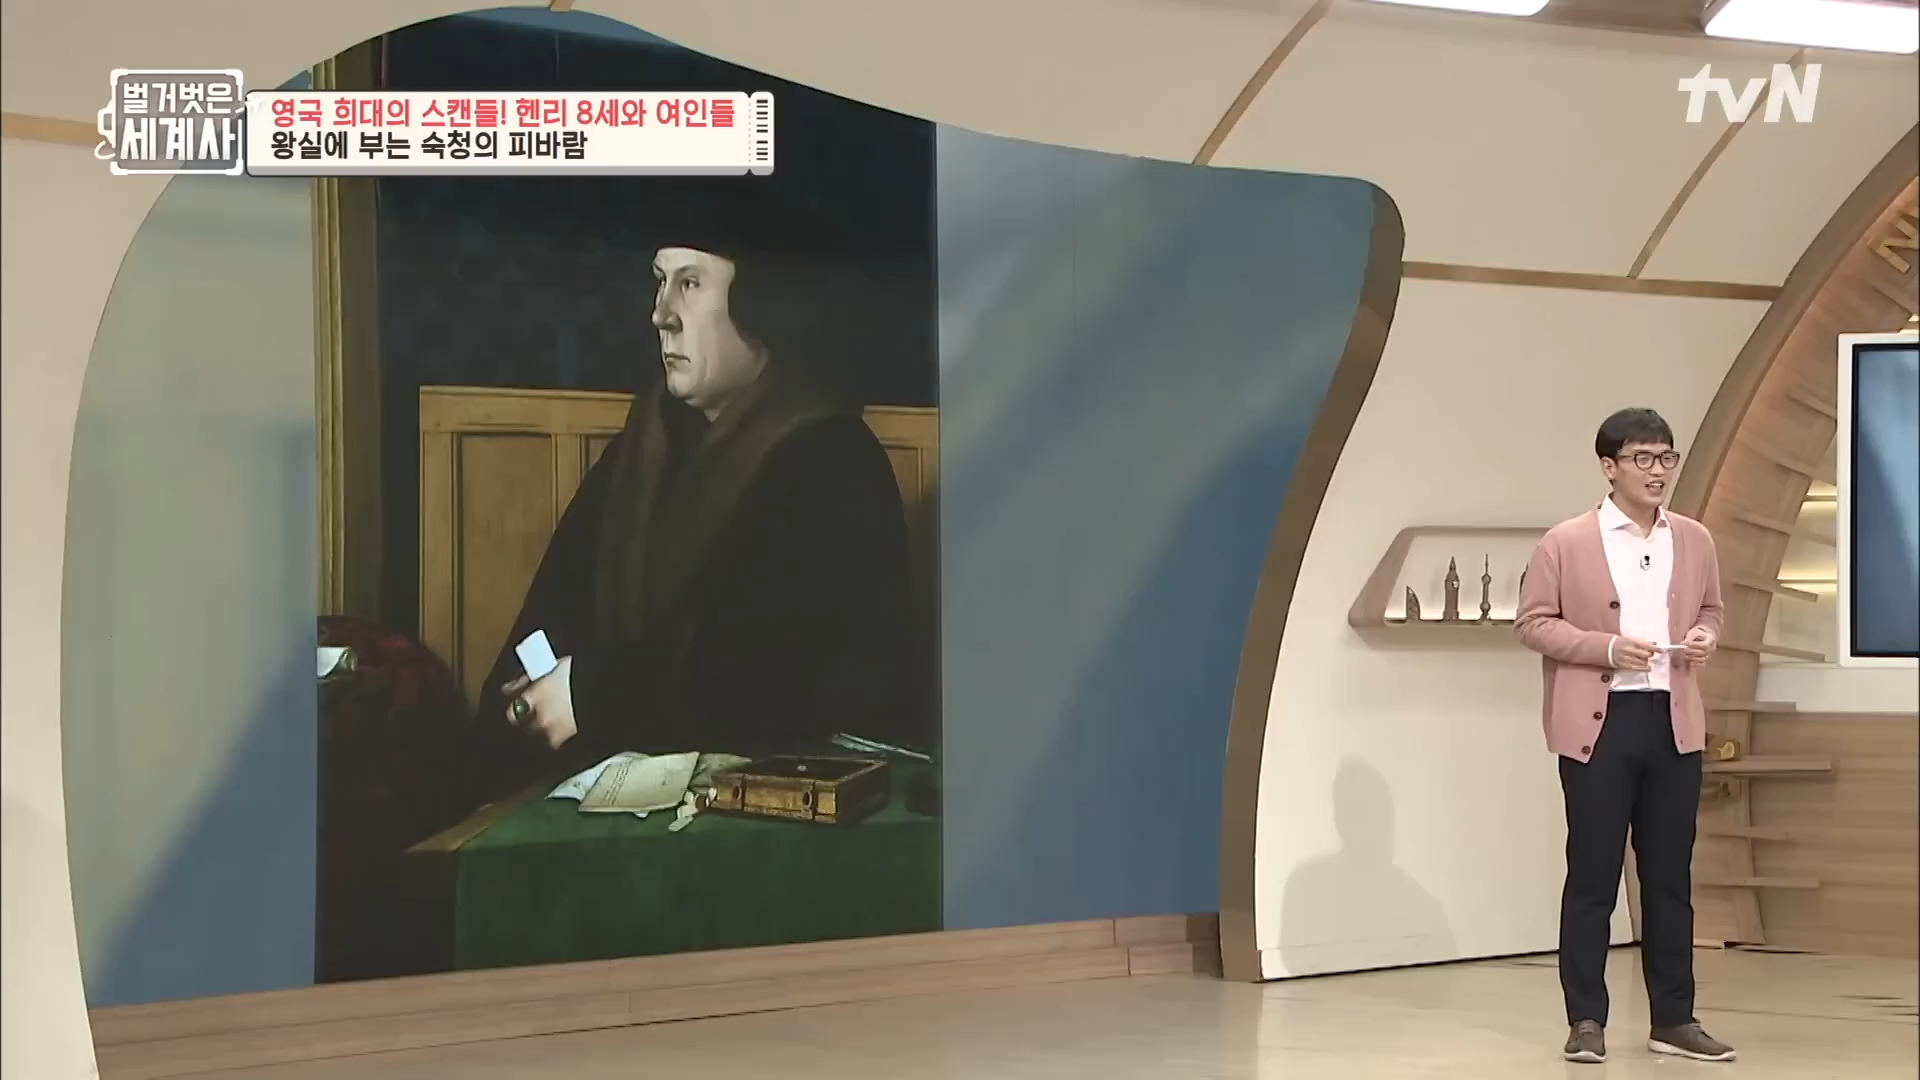 벌거벗은
세계사
영국 희대의 스캔들! 헨리 8세와 여인들
왕실에 부는 숙청의 피바람
tvN